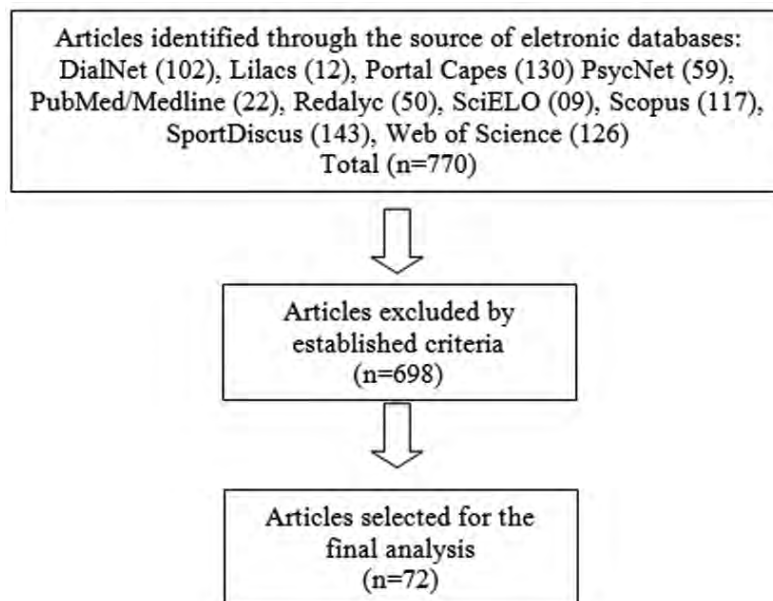 Articles identified through the source of eletronic databases:
DialNet (102), Lilacs (12), Portal Capes (130) PsycNet (59),
PubMed/Medline (22), Redalyc (50), SciELO (09), Scopus (117),
SportDiscus (143), Web of Science (126)
Total (n=770)
Articles excluded by
established criteria
(n=698)
Articles selected for the
final analysis
(n=72)